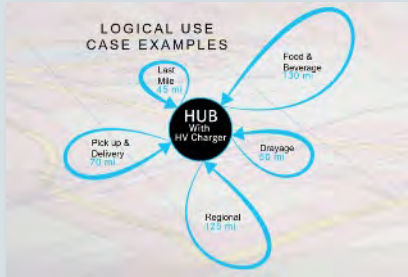 LOGICAL USE
CASE EXAMPLES
Last
Mile
45 mi
Food &
Beverage
130 mi
HUB
With
HV Charger
Pick up &
Delivery
70 mi
Drayage
60 mi
Regional
125 mi